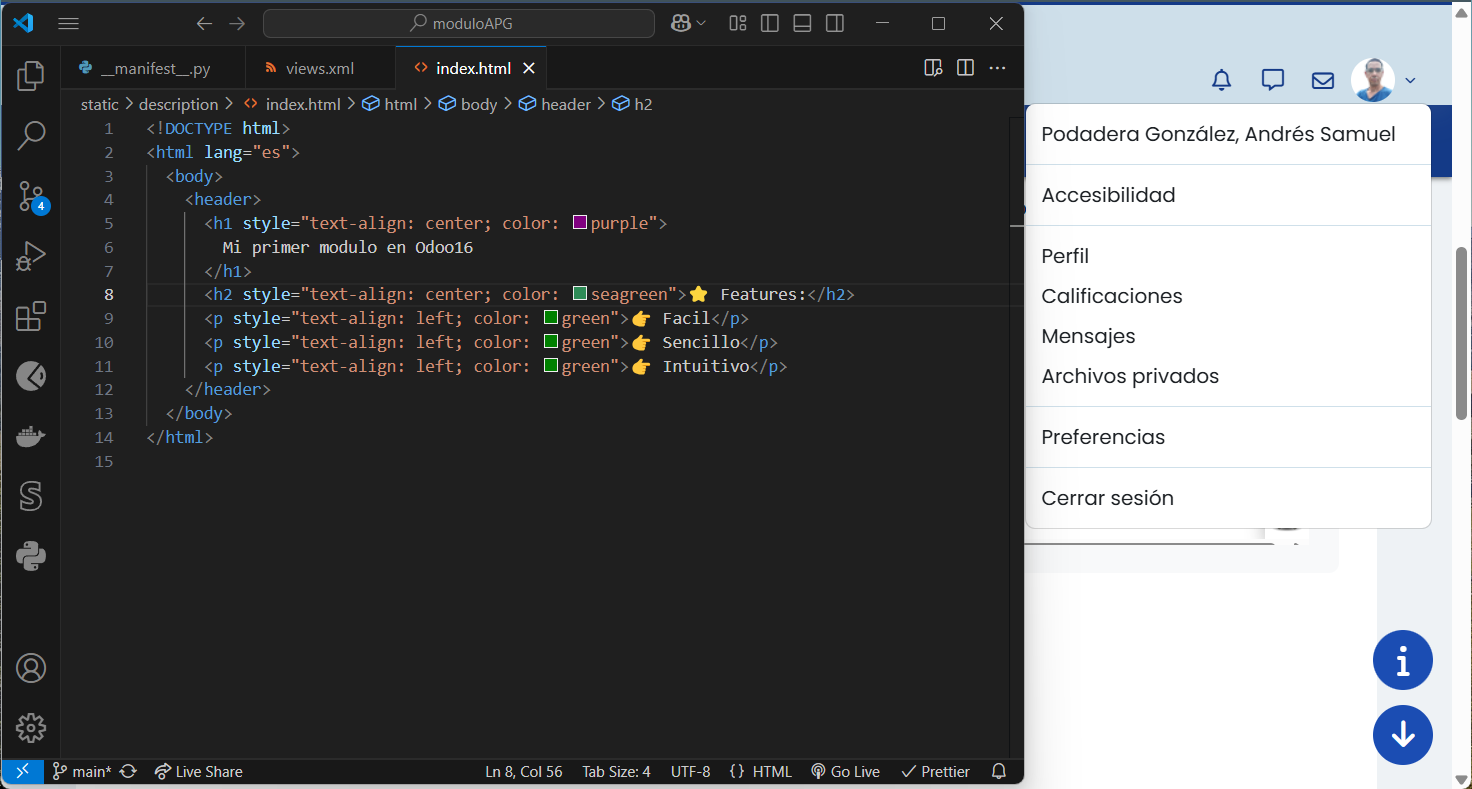 moduloAPG
__manifest__.py
views.xml
index.html
static > description > index.html > html > body > header > h2
1 <!DOCTYPE html>
2 <html lang="es">
3 <body>
4 <header>
5 <h1 style="text-align: center; color: purple">
6 Mi primer modulo en Odoo16
7 </h1>
8 <h2 style="text-align: center; color: seagreen">⭐ Features:</h2>
9 <p style="text-align: left; color: green">👉 Facil</p>
10 <p style="text-align: left; color: green">👉 Sencillo</p>
11 <p style="text-align: left; color: green">👉 Intuitivo</p>
12 </header>
13 </body>
14 </html>
15
4
main*
Live Share
Ln 8, Col 56
Tab Size: 4
UTF-8
{} HTML
Go Live
Prettier
Podadera González, Andrés Samuel
Accesibilidad
Perfil
Calificaciones
Mensajes
Archivos privados
Preferencias
Cerrar sesión